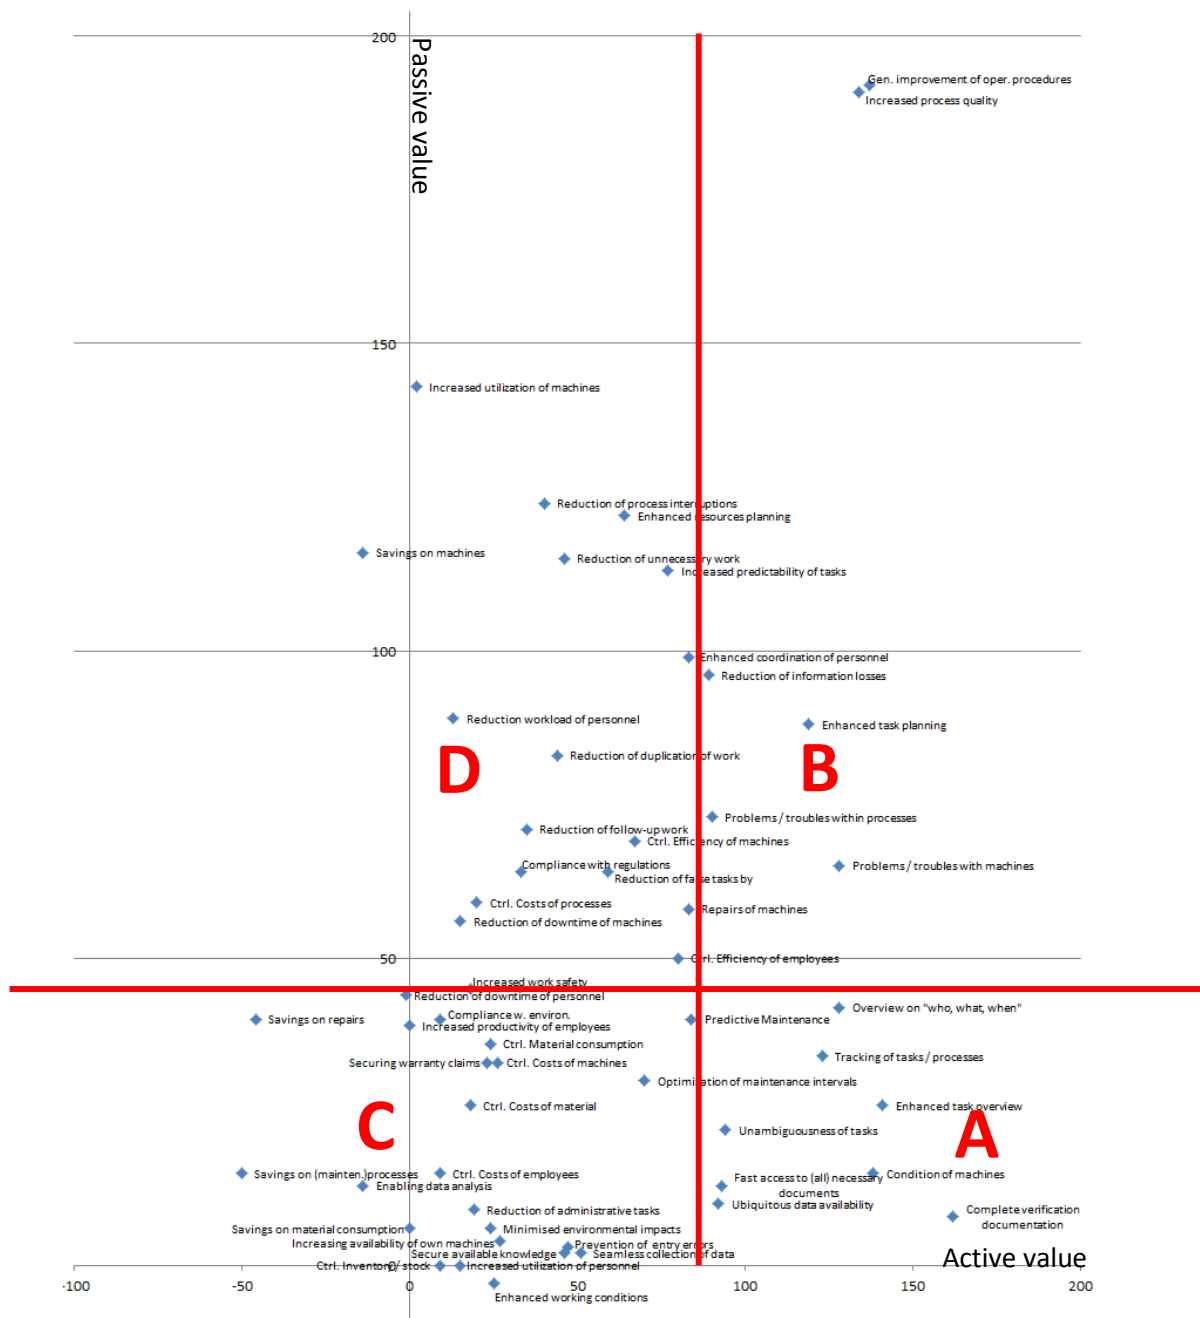 200
Passive value
Gen. improvement of oper. procedures
Increased process quality
150
Increased utilization of machines
Reduction of process interruptions
Enhanced resources planning
Savings on machines
Reduction of unnecessary work
Increased predictability of tasks
100
Enhanced coordination of personnel
Reduction of information losses
Reduction workload of personnel
Enhanced task planning
D
Reduction of duplication of work
B
Problems / troubles within processes
Reduction of follow-up work
Ctrl. Efficiency of machines
Compliance with regulations
Reduction of false tasks by
Problems / troubles with machines
Ctrl. Costs of processes
Repairs of machines
Reduction of downtime of machines
50
Ctrl. Efficiency of employees
Increased work safety
Reduction of downtime of personnel
Overview on "who, what, when"
Savings on repairs
Compliance w. environ.
Increased productivity of employees
Predictive Maintenance
Ctrl. Material consumption
Tracking of tasks / processes
Securing warranty claims
Ctrl. Costs of machines
Optimization of maintenance intervals
Ctrl. Costs of material
Enhanced task overview
C
Unambiguousness of tasks
A
Savings on (mainten.)processes
Ctrl. Costs of employees
Condition of machines
Enabling data analysis
Fast access to (all) necessary
documents
Ubiquitous data availability
Reduction of administrative tasks
Complete verification
documentation
Savings on material consumption
Minimised environmental impacts
Increasing availability of own machines
Prevention of entry errors
Secure available knowledge
Seamless collection of data
Active value
Ctrl. Inventory / stock
0
Increased utilization of personnel
-100
-50
0
50
100
150
200
Enhanced working conditions